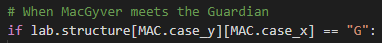 # When MacGyver meets the Guardian
if lab.structure[MAC.case_y][MAC.case_x] == "G":